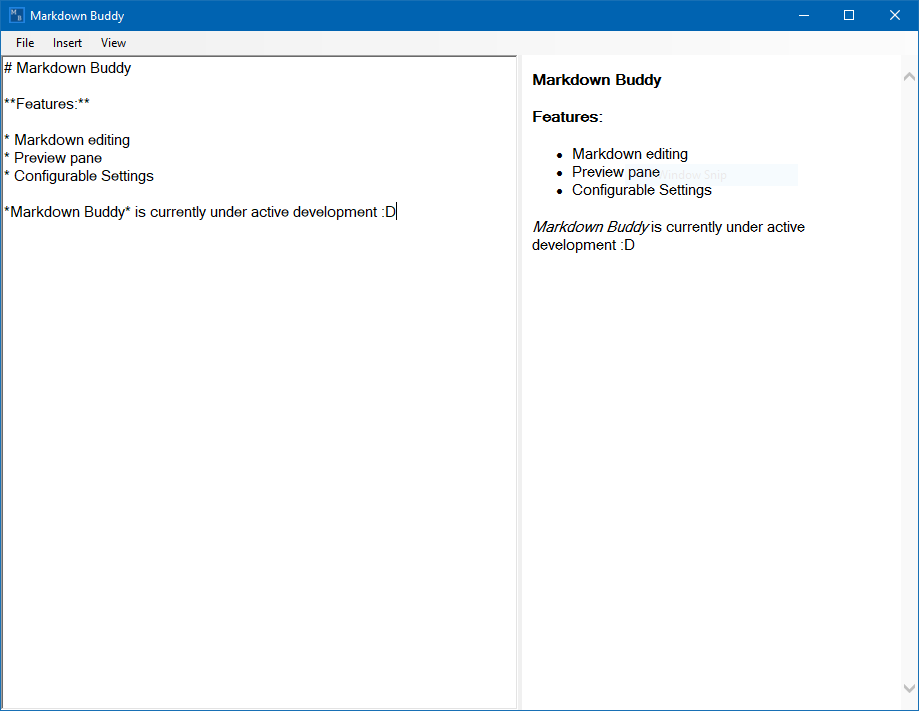 Markdown Buddy
File Insert View
# Markdown Buddy
**Features:**
* Markdown editing
* Preview pane
* Configurable Settings
*Markdown Buddy* is currently under active development :D
Markdown Buddy
Features:
Markdown editing
Preview pane
Window Snip
Configurable Settings
Markdown Buddy is currently under active
development :D